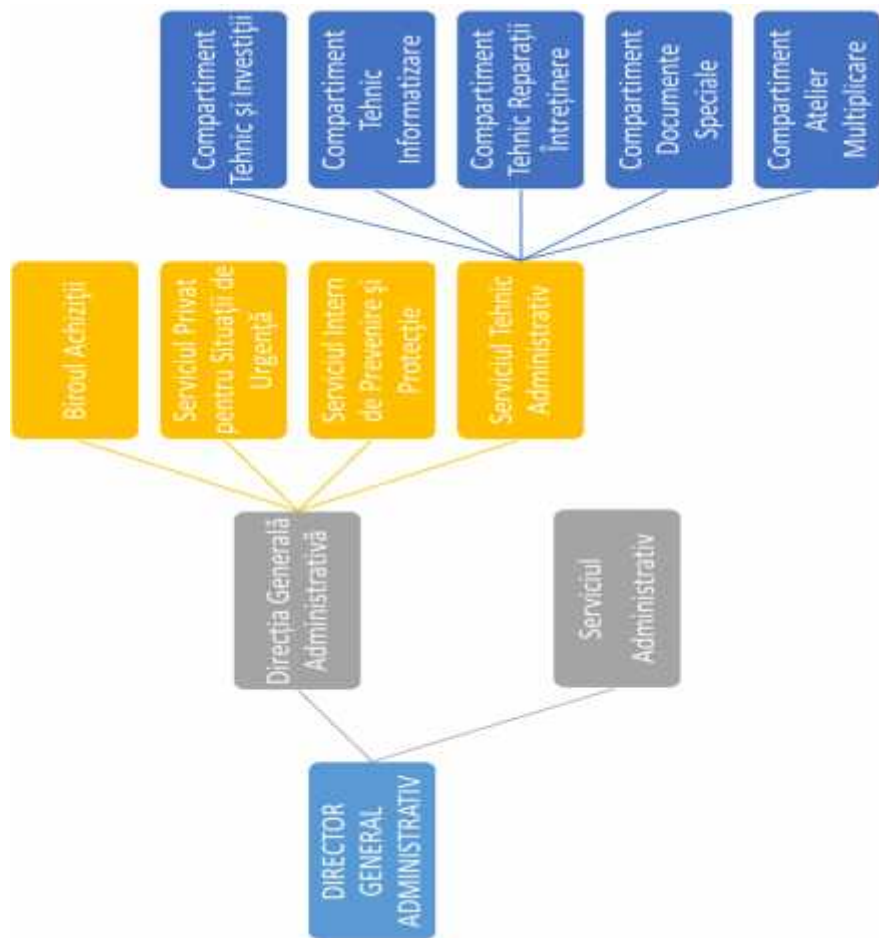 DIRECTOR
GENERAL
ADMINISTRATIV
Direcția Generală
Administrativă
Serviciul
Administrativ
Biroul Achiziții
Serviciul Privat
pentru Situații de
Urgență
Serviciul Intern
de Prevenire și
Protecție
Serviciul Tehnic
Administrativ
Compartiment
Tehnic și Investiții
Compartiment
Tehnic
Informatizare
Compartiment
Tehnic Reparații
Întreținere
Compartiment
Documente
Speciale
Compartiment
Atelier
Multiplicare